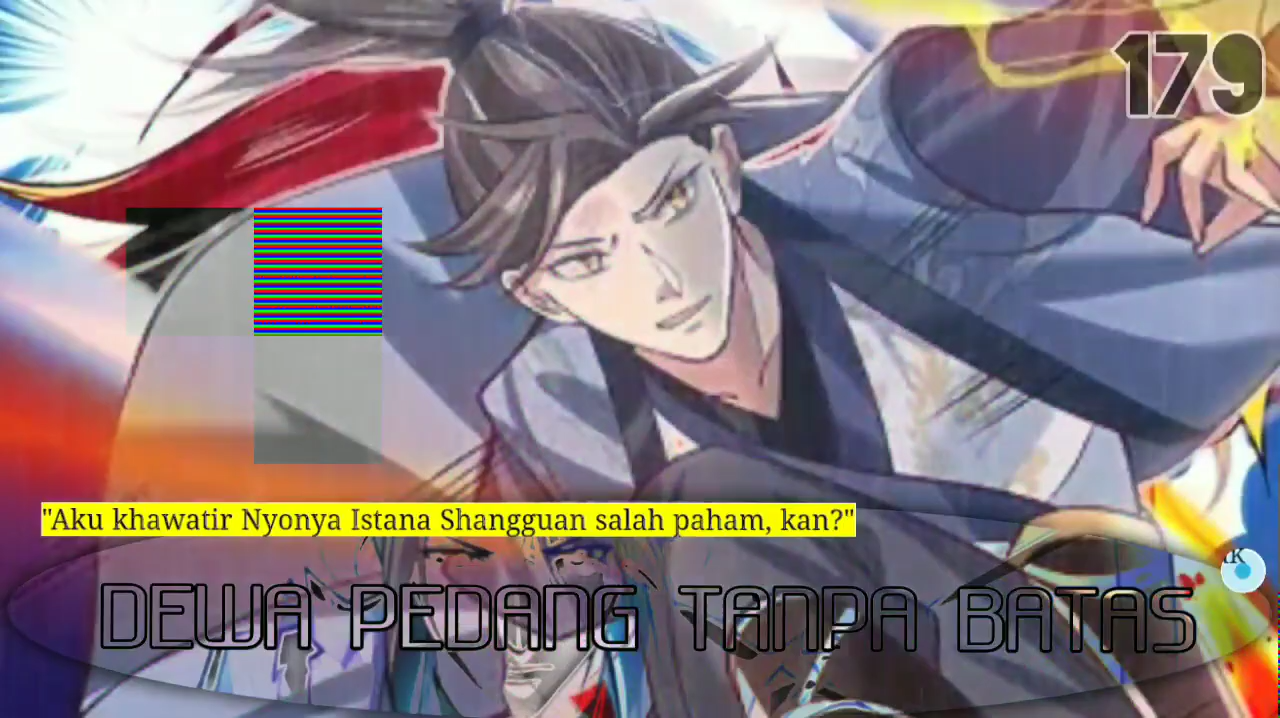 179
"Aku khawatir Nyonya Istana Shangguan salah paham, kan?"
DEWA PEDANG TANPA BATAS